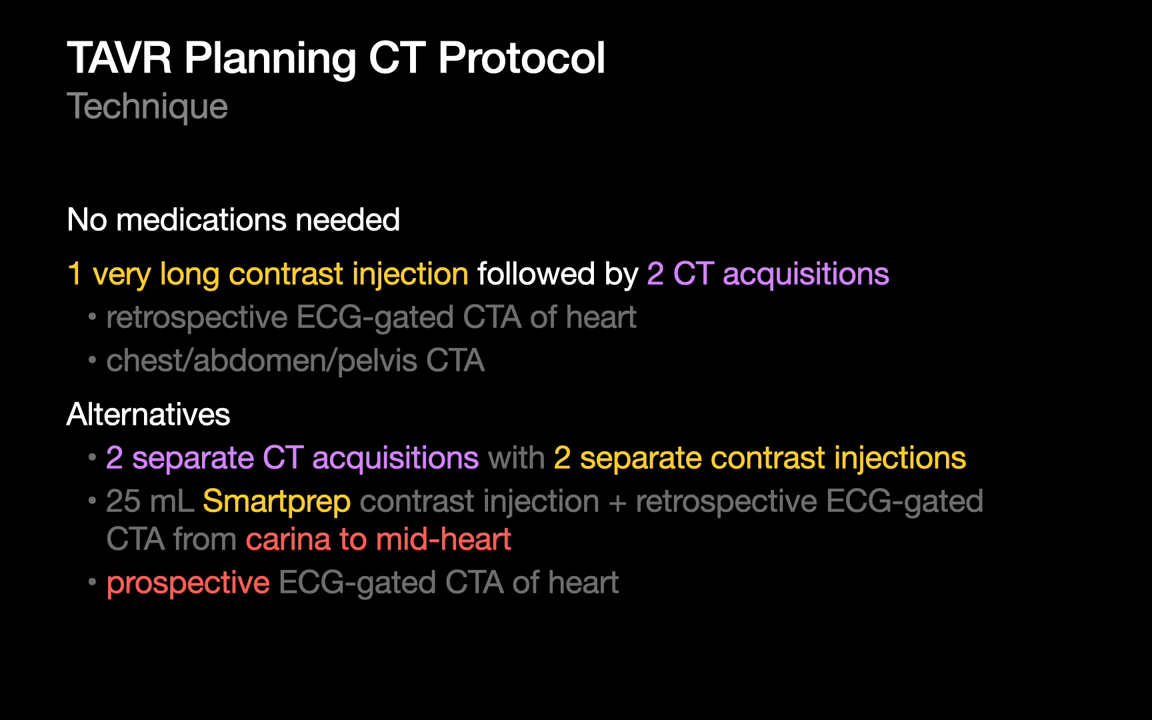 TAVR Planning CT Protocol
Technique
No medications needed
1 very long contrast injection followed by 2 CT acquisitions
• retrospective ECG-gated CTA of heart
• chest/abdomen/pelvis CTA
Alternatives
• 2 separate CT acquisitions with 2 separate contrast injections
• 25 mL Smartprep contrast injection + retrospective ECG-gated
CTA from carina to mid-heart
• prospective ECG-gated CTA of heart